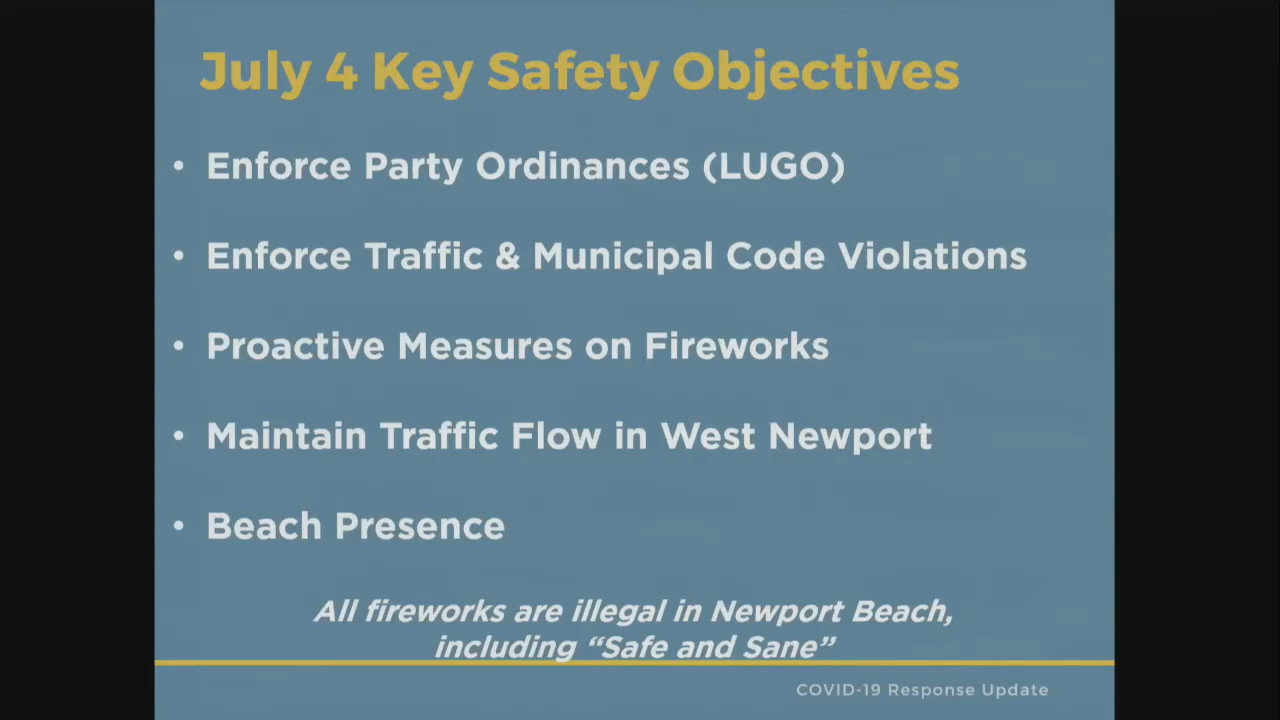 July 4 Key Safety Objectives
• Enforce Party Ordinances (LUGO)
• Enforce Traffic & Municipal Code Violations
• Proactive Measures on Fireworks
• Maintain Traffic Flow in West Newport
• Beach Presence
All fireworks are illegal in Newport Beach,
including “Safe and Sane”
COVID-19 Response Update